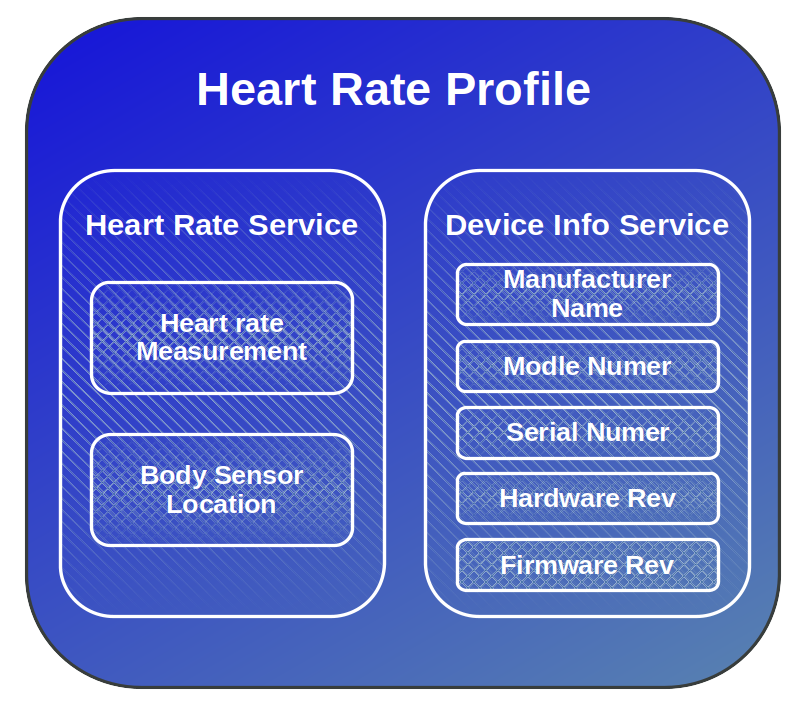 Heart Rate Profile
Heart Rate Service
Heart rate
Measurement
Body Sensor
Location
Device Info Service
Manufacturer
Name
Modle Numer
Serial Numer
Hardware Rev
Firmware Rev